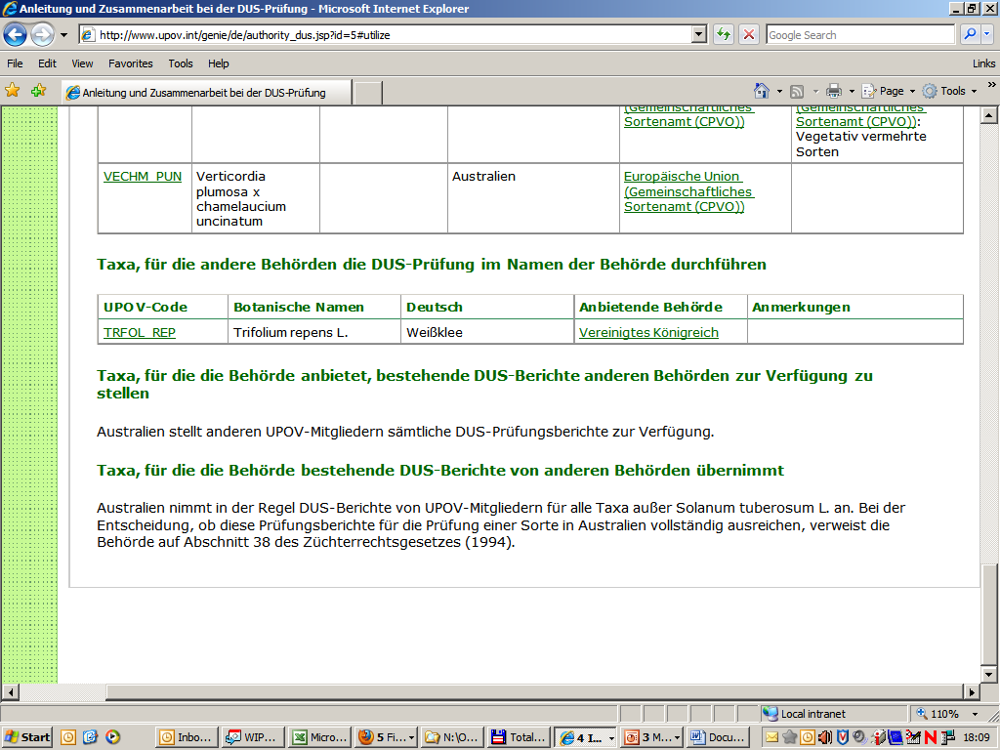 Anleitung und Zusammenarbeit bei der DUS-Prüfung - Microsoft Internet Explorer
http://www.upov.int/genie/de/authority_dus.jsp?id=5#utilize
Google Search
File Edit View Favorites Tools Help
Links
Anleitung und Zusammenarbeit bei der DUS-Prüfung
Page Tools
(Gemeinschaftliches
Sortenamt (CPVO))
(Gemeinschaftliches
Sortenamt (CPVO)):
Vegetativ vermehrte
Sorten
VECHM_PUN
Verticordia
plumosa x
chamelaucium
uncinatum
Australien
Europäische Union
(Gemeinschaftliches
Sortenamt (CPVO))
Taxa, für die andere Behörden die DUS-Prüfung im Namen der Behörde durchführen
UPOV-Code Botanische Namen Deutsch Anbietende Behörde Anmerkungen
TRFOL_REP Trifolium repens L. Weißklee Vereinigtes Königreich
Taxa, für die die Behörde anbietet, bestehende DUS-Berichte anderen Behörden zur Verfügung zu
stellen
Australien stellt anderen UPOV-Mitgliedern sämtliche DUS-Prüfungsberichte zur Verfügung.
Taxa, für die die Behörde bestehende DUS-Berichte von anderen Behörden übernimmt
Australien nimmt in der Regel DUS-Berichte von UPOV-Mitgliedern für alle Taxa außer Solanum tuberosum L. an. Bei der
Entscheidung, ob diese Prüfungsberichte für die Prüfung einer Sorte in Australien vollständig ausreichen, verweist die
Behörde auf Abschnitt 38 des Züchterrechtsgesetzes (1994).
Local intranet
110%
Start Inbo... WIP... Micro... 5 Fi... N:\O... Total... 4 I... 3 M... Docu... 18:09